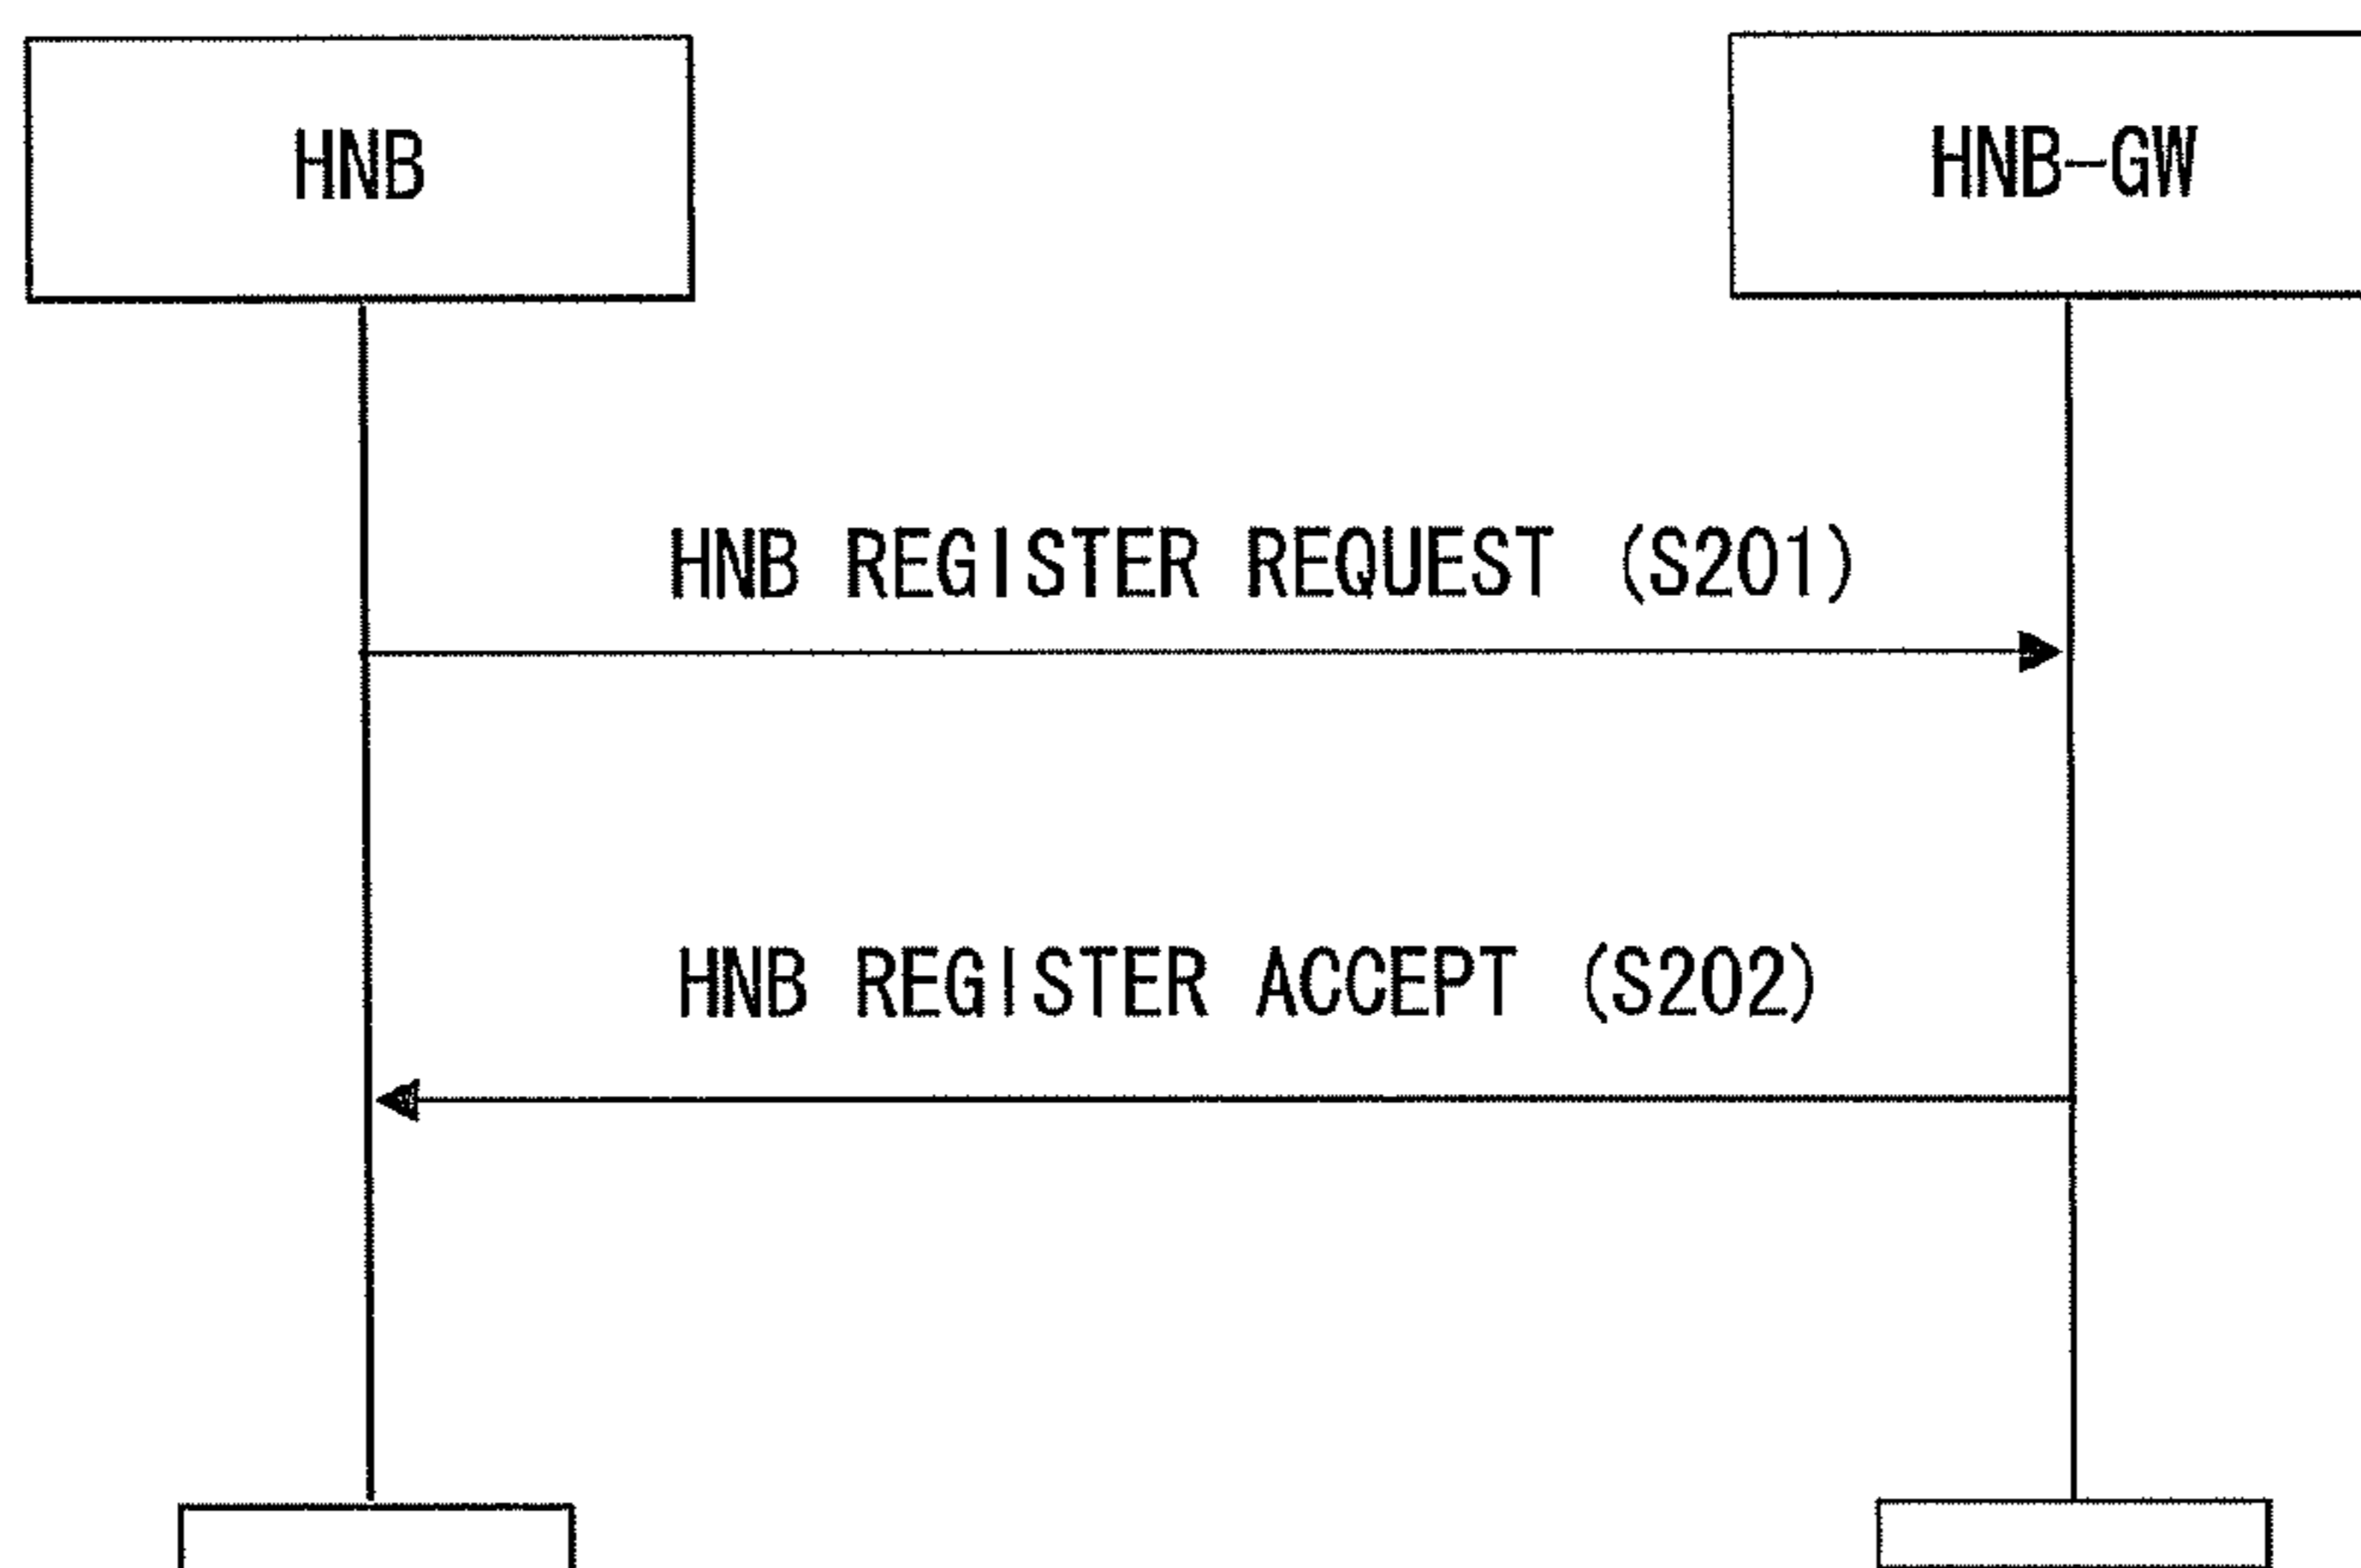 HNB
HNB-GW
HNB REGISTER REQUEST (S201)
HNB REGISTER ACCEPT (S202)